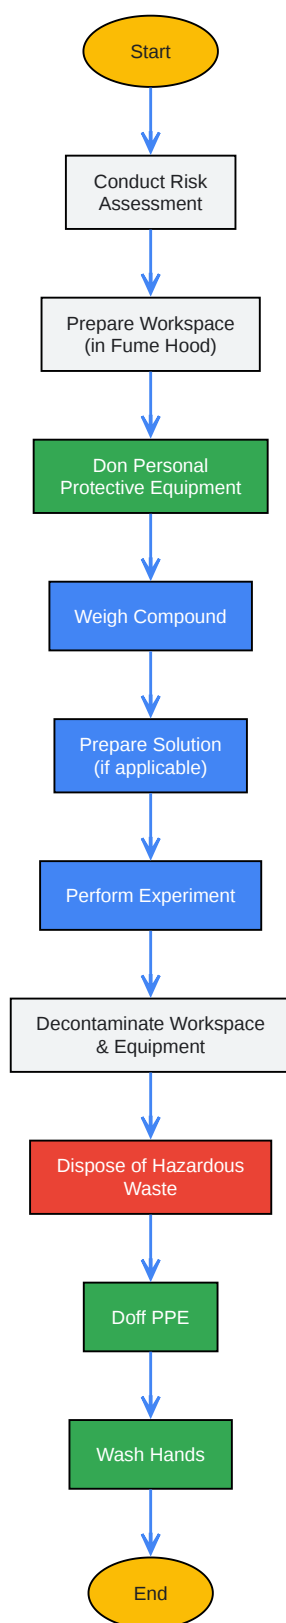 Start
Conduct Risk
Assessment
Prepare Workspace
(in Fume Hood)
Don Personal
Protective Equipment
Weigh Compound
Prepare Solution
(if applicable)
Perform Experiment
Decontaminate Workspace
& Equipment
Dispose of Hazardous
Waste
Doff PPE
Wash Hands
End